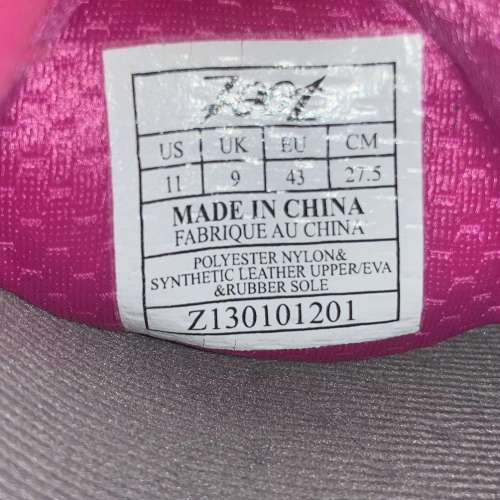 Zoot
US UK EU CM
11 9 43 27.5
MADE IN CHINA
FABRIQUE AU CHINA
POLYESTER NYLON&
SYNTHETIC LEATHER UPPER/EVA
&RUBBER SOLE
Z130101201